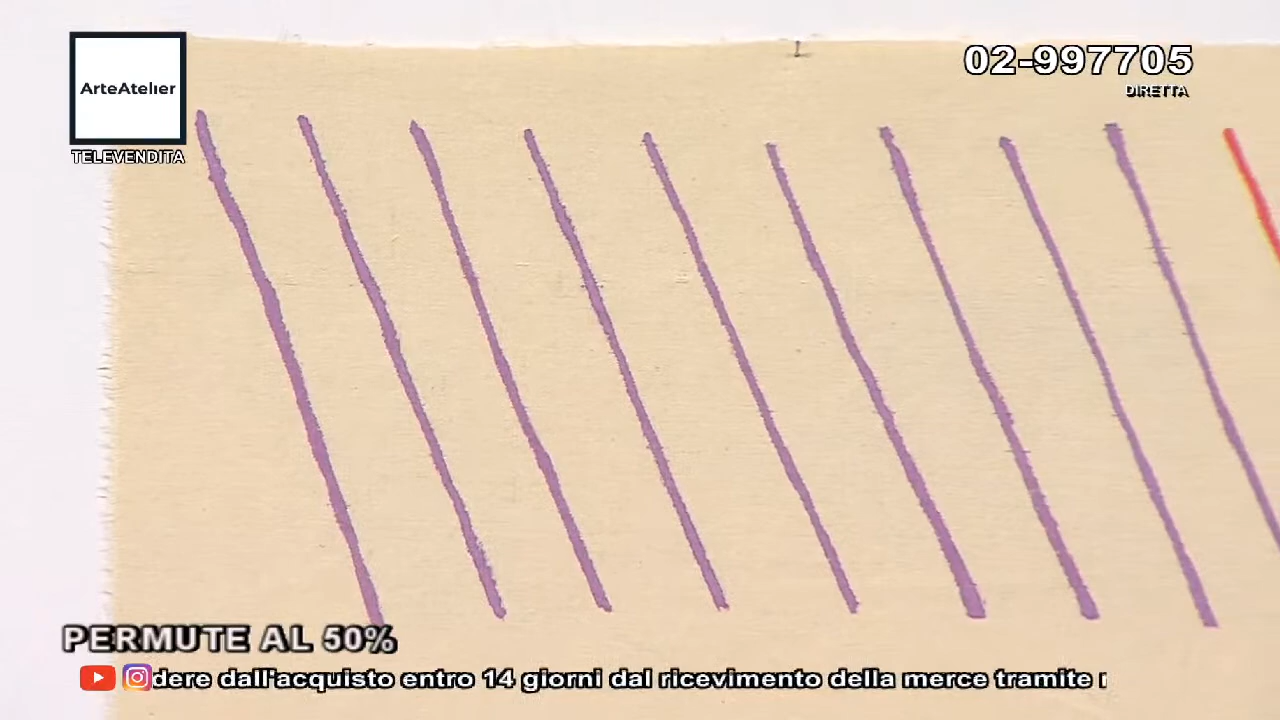 ArteAtelier
TELEVENDITA
02-997705
DIRETTA
PERMUTE AL 50%
dere dall'acquisto entro 14 giorni dal ricevimento della merce tramite